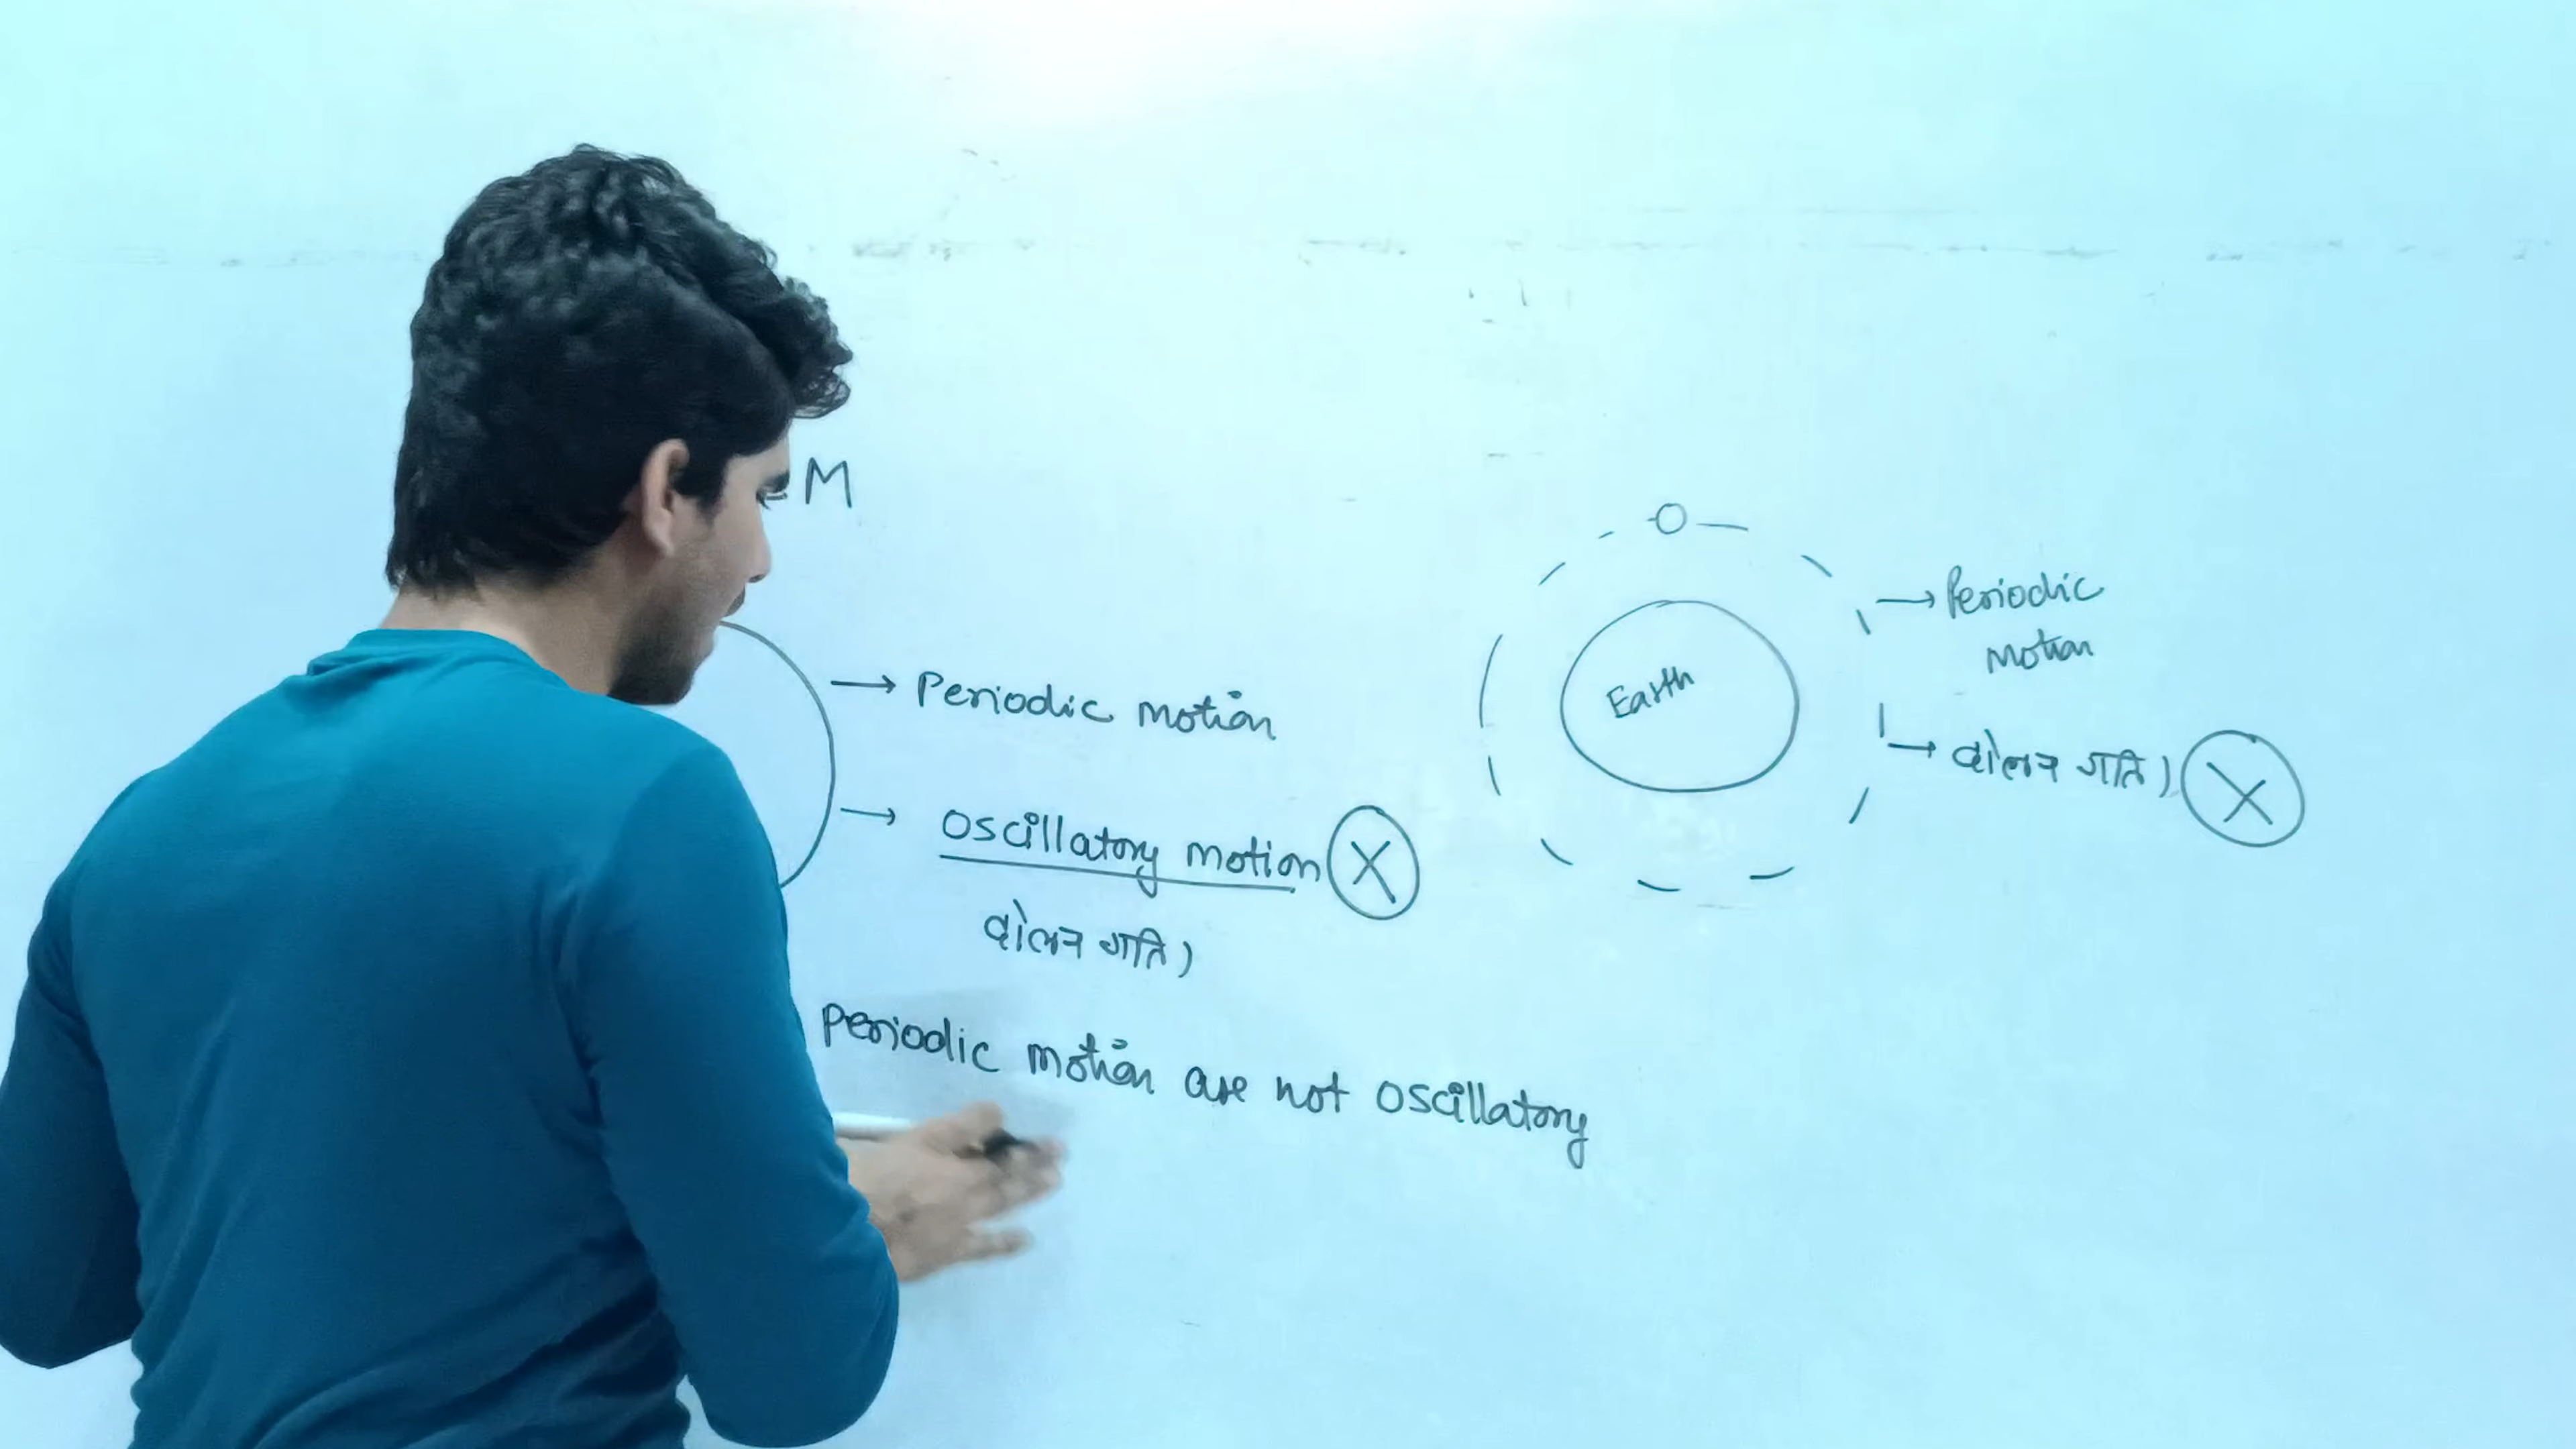 M
→ Periodic motion
→ Oscillatory motion X
दोलन गति)
Periodic motion are not oscillatory
Earth
→ Periodic
motion
→ दोलन गति) X